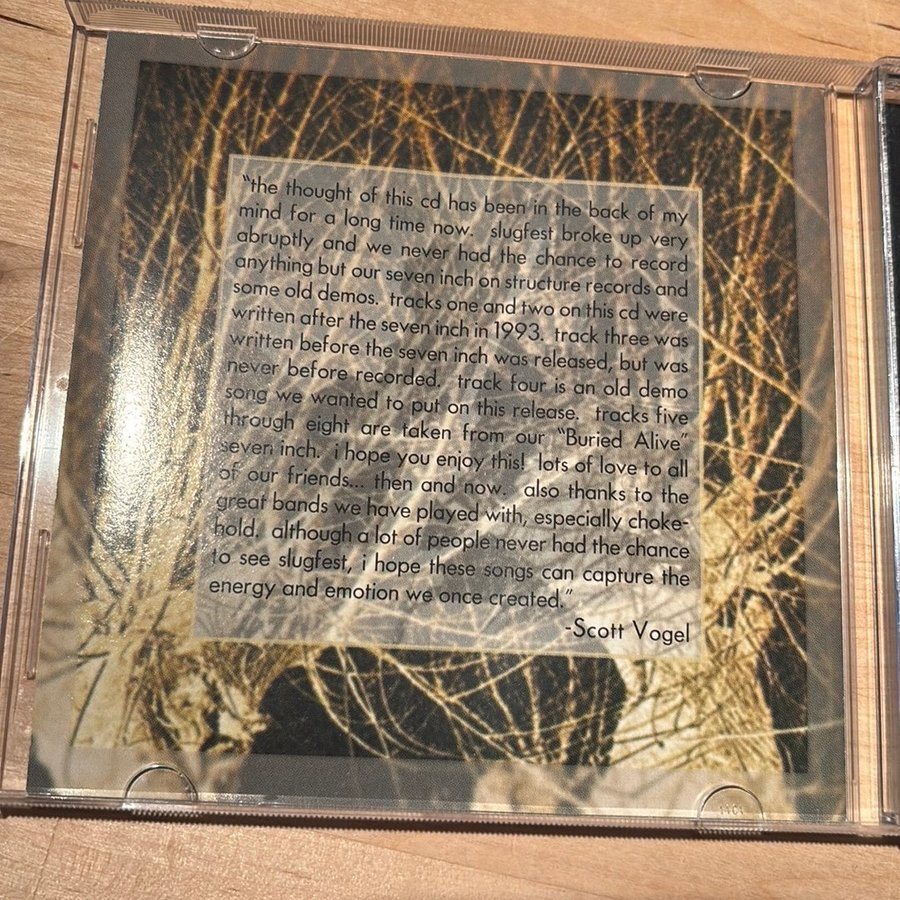 "the thought of this cd has been in the back of my
mind for a long time now. slugfest broke up very
abruptly and we never had the chance to record
anything but our seven inch on structure records and
some old demos. tracks one and two on this cd were
written after the seven inch in 1993. track three was
written before the seven inch was released, but was
never before recorded. track four is an old demo
song we wanted to put on this release. tracks five
through eight are taken from our "Buried Alive"
seven inch. i hope you enjoy this! lots of love to all
of our friends... then and now. also thanks to the
great bands we have played with, especially choke-
hold. although a lot of people never had the chance
to see slugfest, i hope these songs can capture the
energy and emotion we once created."
-Scott Vogel